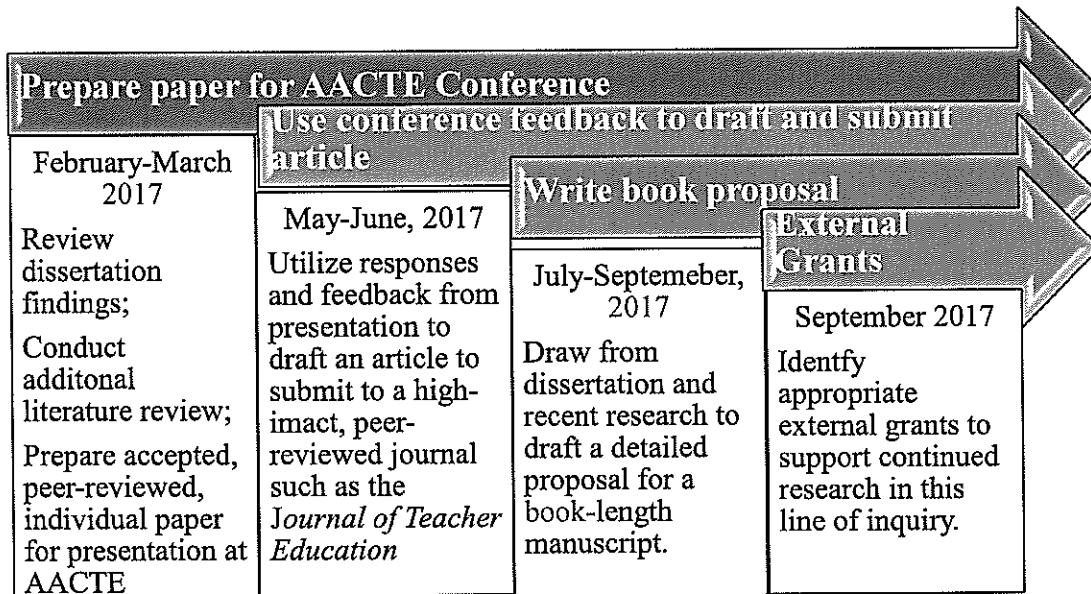 Prepare paper for AACTE Conference
February-March
2017
Review
dissertation
findings;
Conduct
additonal
literature review;
Prepare accepted,
peer-reviewed,
individual paper
for presentation at
AACTE
Use conference feedback to draft and submit
article
May-June, 2017
Utilize responses
and feedback from
presentation to
draft an article to
submit to a high-
imact, peer-
reviewed journal
such as the
Journal of Teacher
Education
Write book proposal
July-Septemeber,
2017
Draw from
dissertation and
recent research to
draft a detailed
proposal for a
book-length
manuscript.
External
Grants
September 2017
Identfy
appropriate
external grants to
support continued
research in this
line of inquiry.